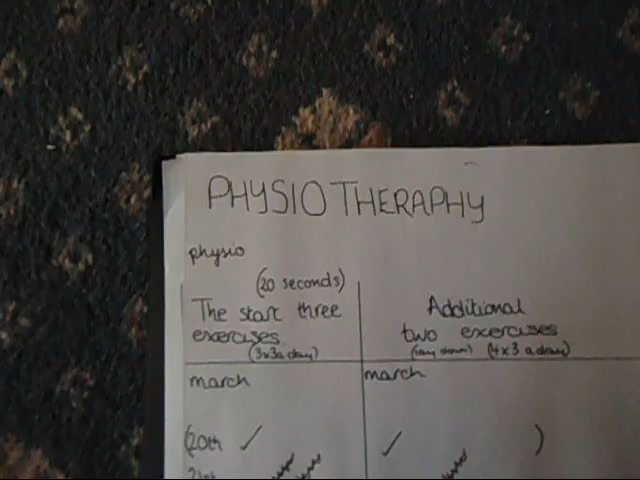 PHYSIOTHERAPHY
physio
(20 seconds)
The start three
exercises
(3x3a day)
Additional
two exercises
(lay down) (4x3 a day)
march
march
(20th ✓ ✓ )